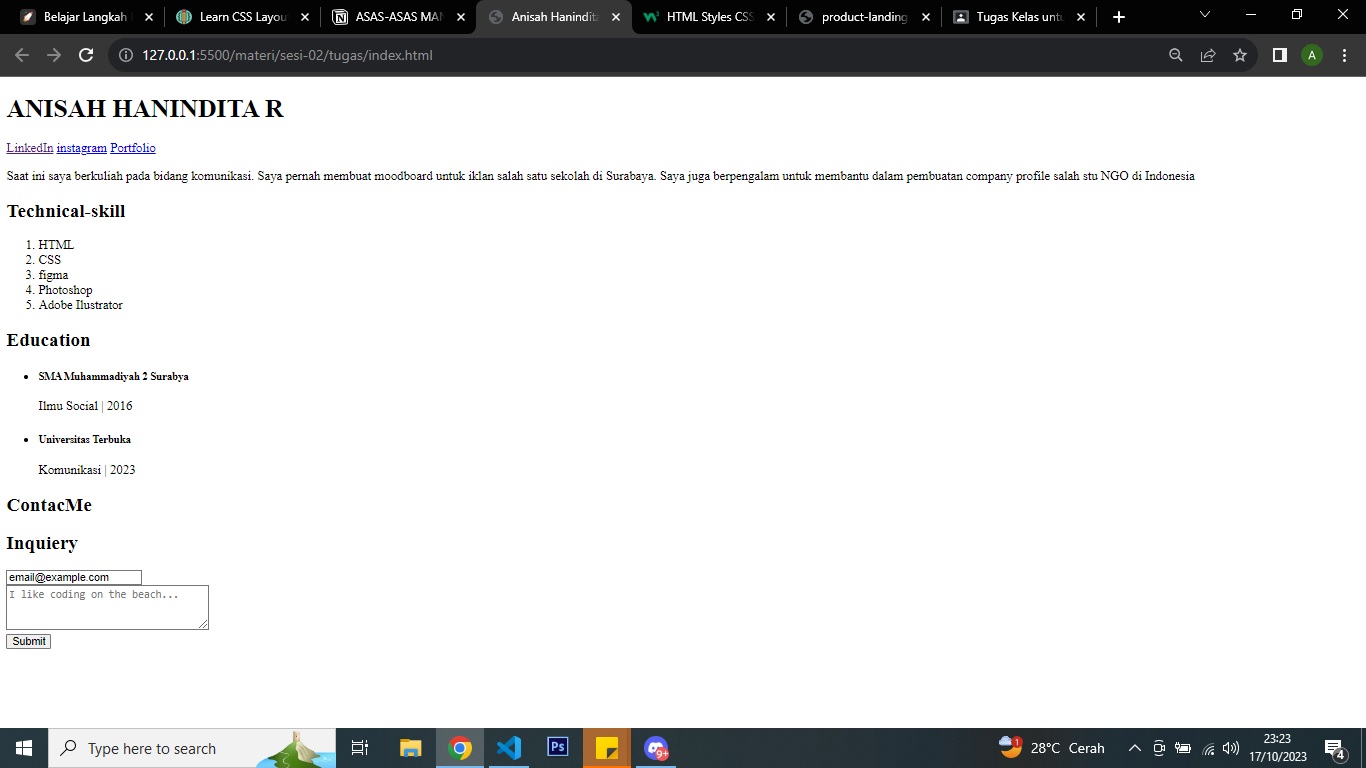 Belajar Langkah
Learn CSS Layou
ASAS-ASAS MAN
Anisah Hanindita
HTML Styles CSS
product-landing
Tugas Kelas untu
127.0.0.1:5500/materi/sesi-02/tugas/index.html
A
ANISAH HANINDITA R
LinkedIn instagram Portfolio
Saat ini saya berkuliah pada bidang komunikasi. Saya pernah membuat moodboard untuk iklan salah satu sekolah di Surabaya. Saya juga berpengalam untuk membantu dalam pembuatan company profile salah stu NGO di Indonesia
Technical-skill
1. HTML
2. CSS
3. figma
4. Photoshop
5. Adobe Ilustrator
Education
• SMA Muhammadiyah 2 Surabya
Ilmu Social | 2016
• Universitas Terbuka
Komunikasi | 2023
ContacMe
Inquiery
email@example.com
I like coding on the beach...
Submit
Type here to search
Ps
9+
1
28°C Cerah
23:23
17/10/2023
4